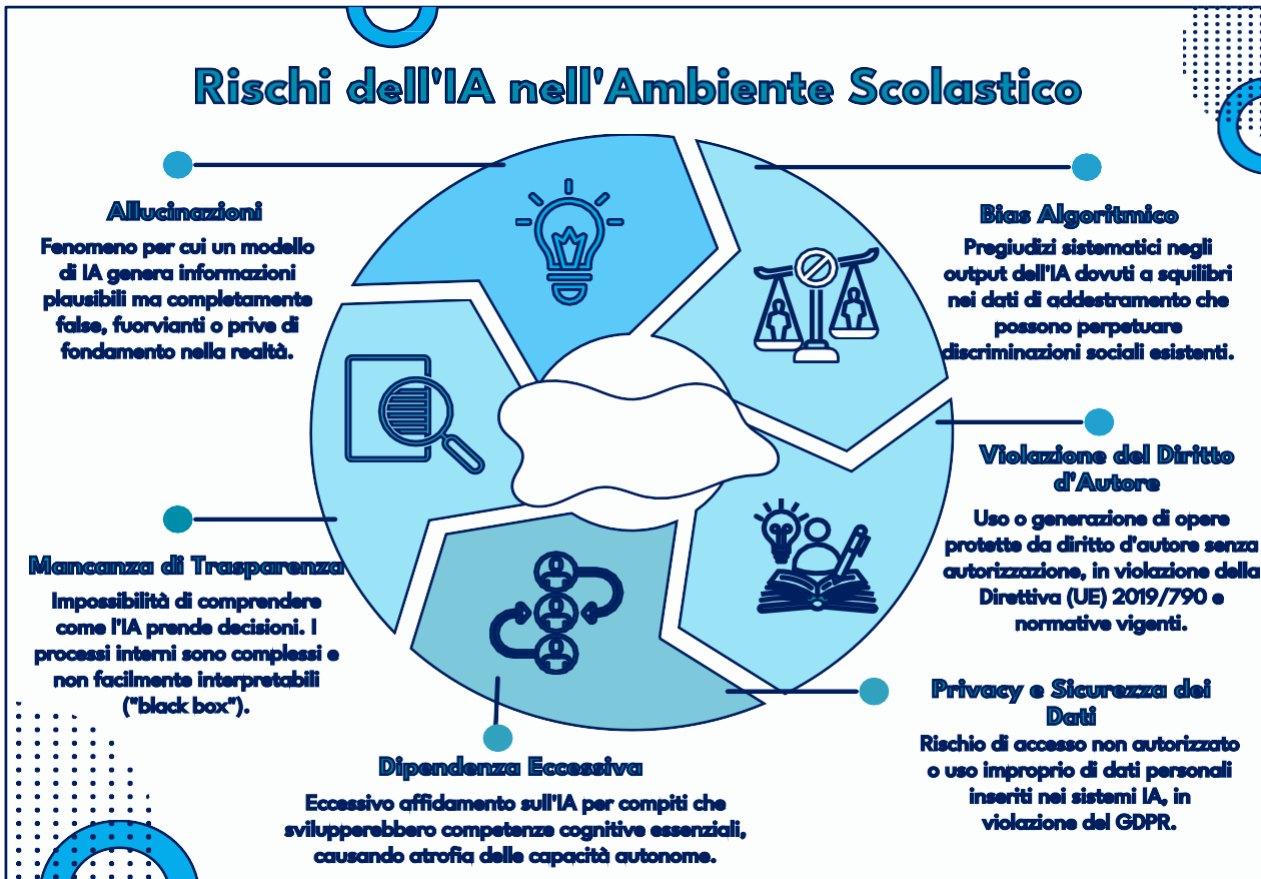 Rischi dell'IA nell'Ambiente Scolastico
Allucinazioni
Fenomeno per cui un modello
di IA genera informazioni
plausibili ma completamente
false, fuorvianti o prive di
fondamento nella realtà.
Bias Algoritmico
Pregiudizi sistematici negli
output dell'IA dovuti a squilibri
nei dati di addestramento che
possono perpetuare
discriminazioni sociali esistenti.
Violazione del Diritto
d'Autore
Uso o generazione di opere
protette da diritto d'autore senza
autorizzazione, in violazione della
Direttiva (UE) 2019/790 e
normative vigenti.
Mancanza di Trasparenza
Impossibilità di comprendere
come l'IA prende decisioni. I
processi interni sono complessi e
non facilmente interpretabili
("black box").
Privacy e Sicurezza dei
Dati
Rischio di accesso non autorizzato
o uso improprio di dati personali
inseriti nei sistemi IA, in
violazione del GDPR.
Dipendenza Eccessiva
Eccessivo affidamento sull'IA per compiti che
svilupperebbero competenze cognitive essenziali,
causando atrofia delle capacità autonome.